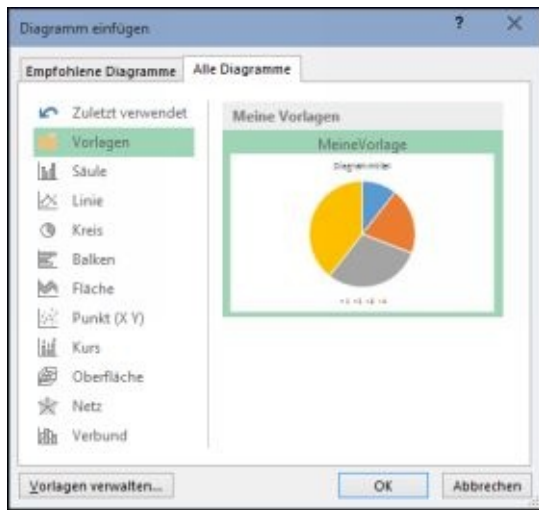 Diagramm einfügen
?
Empfohlene Diagramme
Alle Diagramme
Zuletzt verwendet
Vorlagen
Säule
Linie
Kreis
Balken
Fläche
Punkt (X Y)
Kurs
Oberfläche
Netz
Verbund
Meine Vorlagen
MeineVorlage
Diagrammtitel
Vorlagen verwalten...
OK
Abbrechen